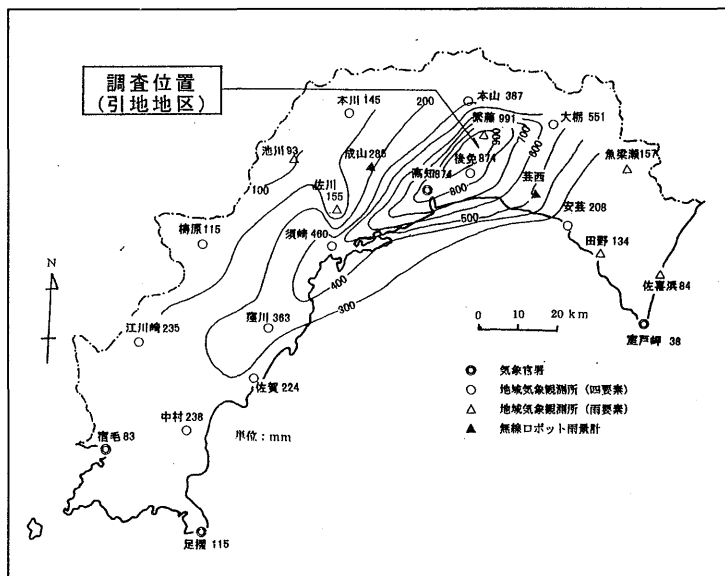 調査位置
(引地地区)
本川 145
200
本山 387
繁藤 991
900
大栃 551
700
600
魚梁瀬 157
池川 93
成山 285
後免 874
高知 874
800
芸西
100
佐川
155
安芸 208
500
梼原 115
須崎 460
田野 134
N
400
佐喜浜 84
300
0 10 20 km
窪川 363
江川崎 235
室戸岬 38
佐賀 224
◎ 気象官署
○ 地域気象観測所 (四要素)
△ 地域気象観測所 (雨要素)
▲ 無線ロボット雨量計
中村 238
単位:mm
宿毛 83
足摺 115